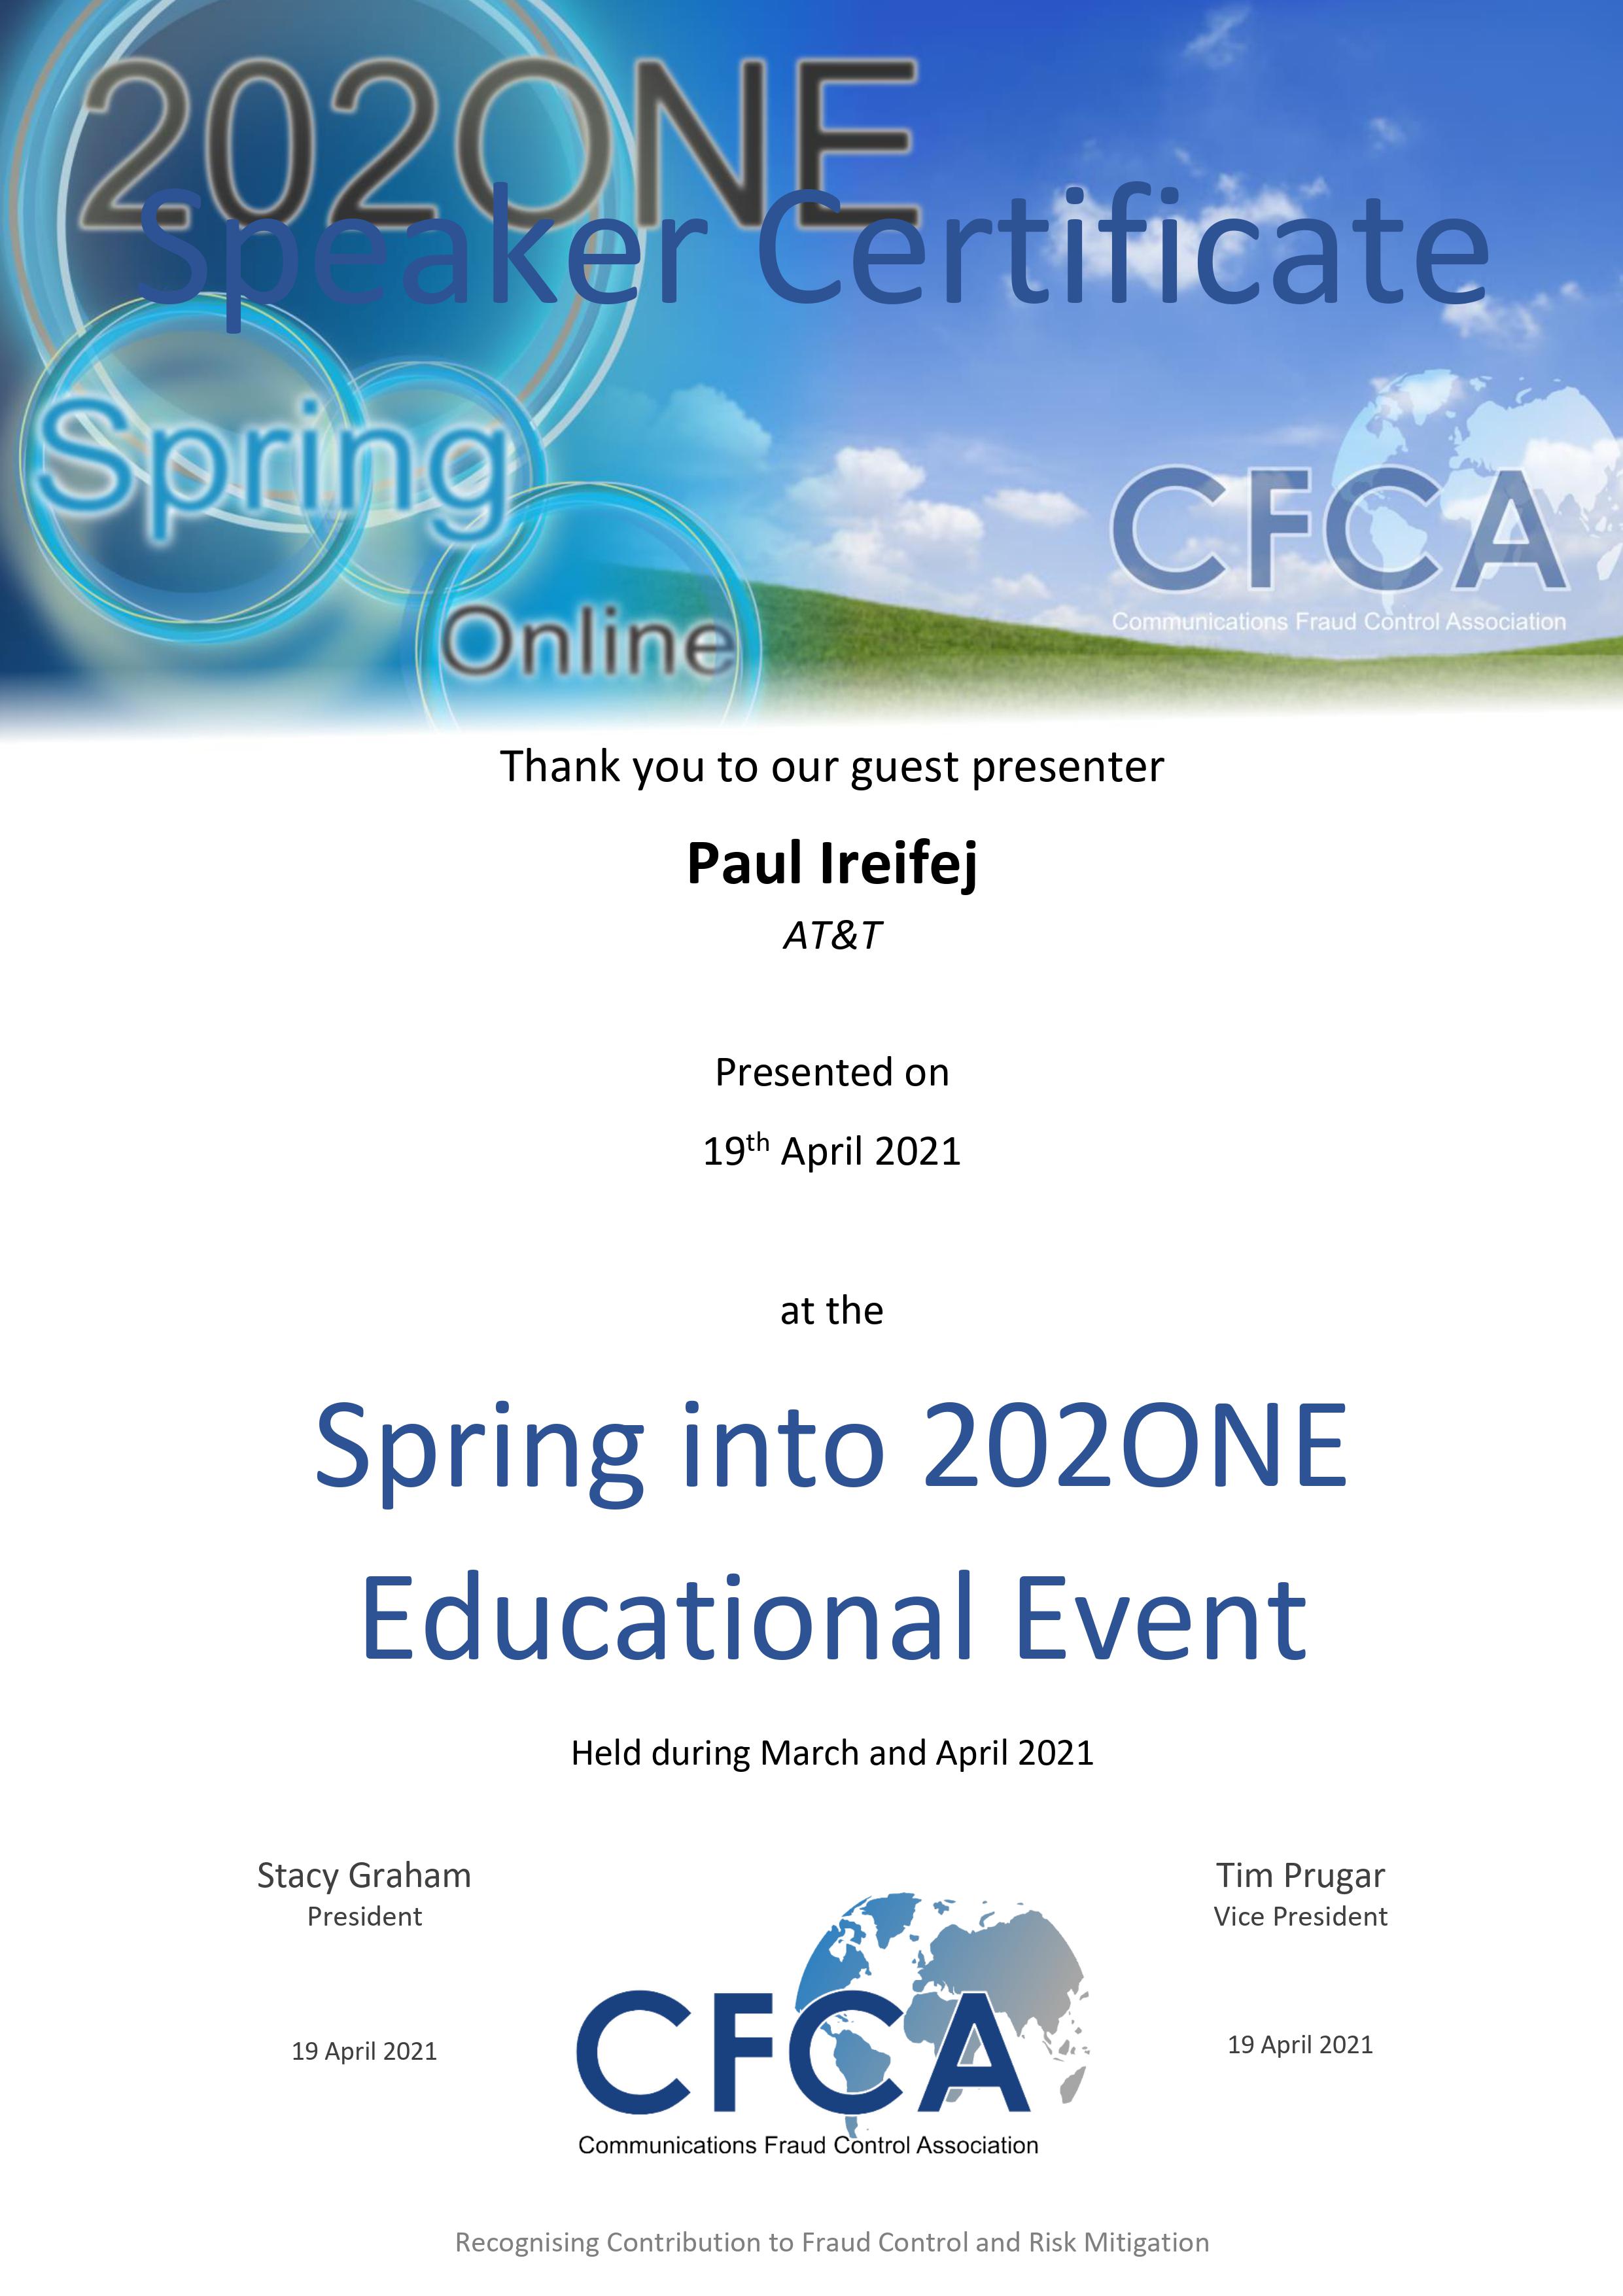 202ONE
Speaker Certificate
Spring
CFCA
Communications Fraud Control Association
Online
Thank you to our guest presenter
Paul Ireifej
AT&T
Presented on
19th April 2021
at the
Spring into 202ONE
Educational Event
Held during March and April 2021
Stacy Graham
President
19 April 2021
Tim Prugar
Vice President
19 April 2021
CFCA
Communications Fraud Control Association
Recognising Contribution to Fraud Control and Risk Mitigation